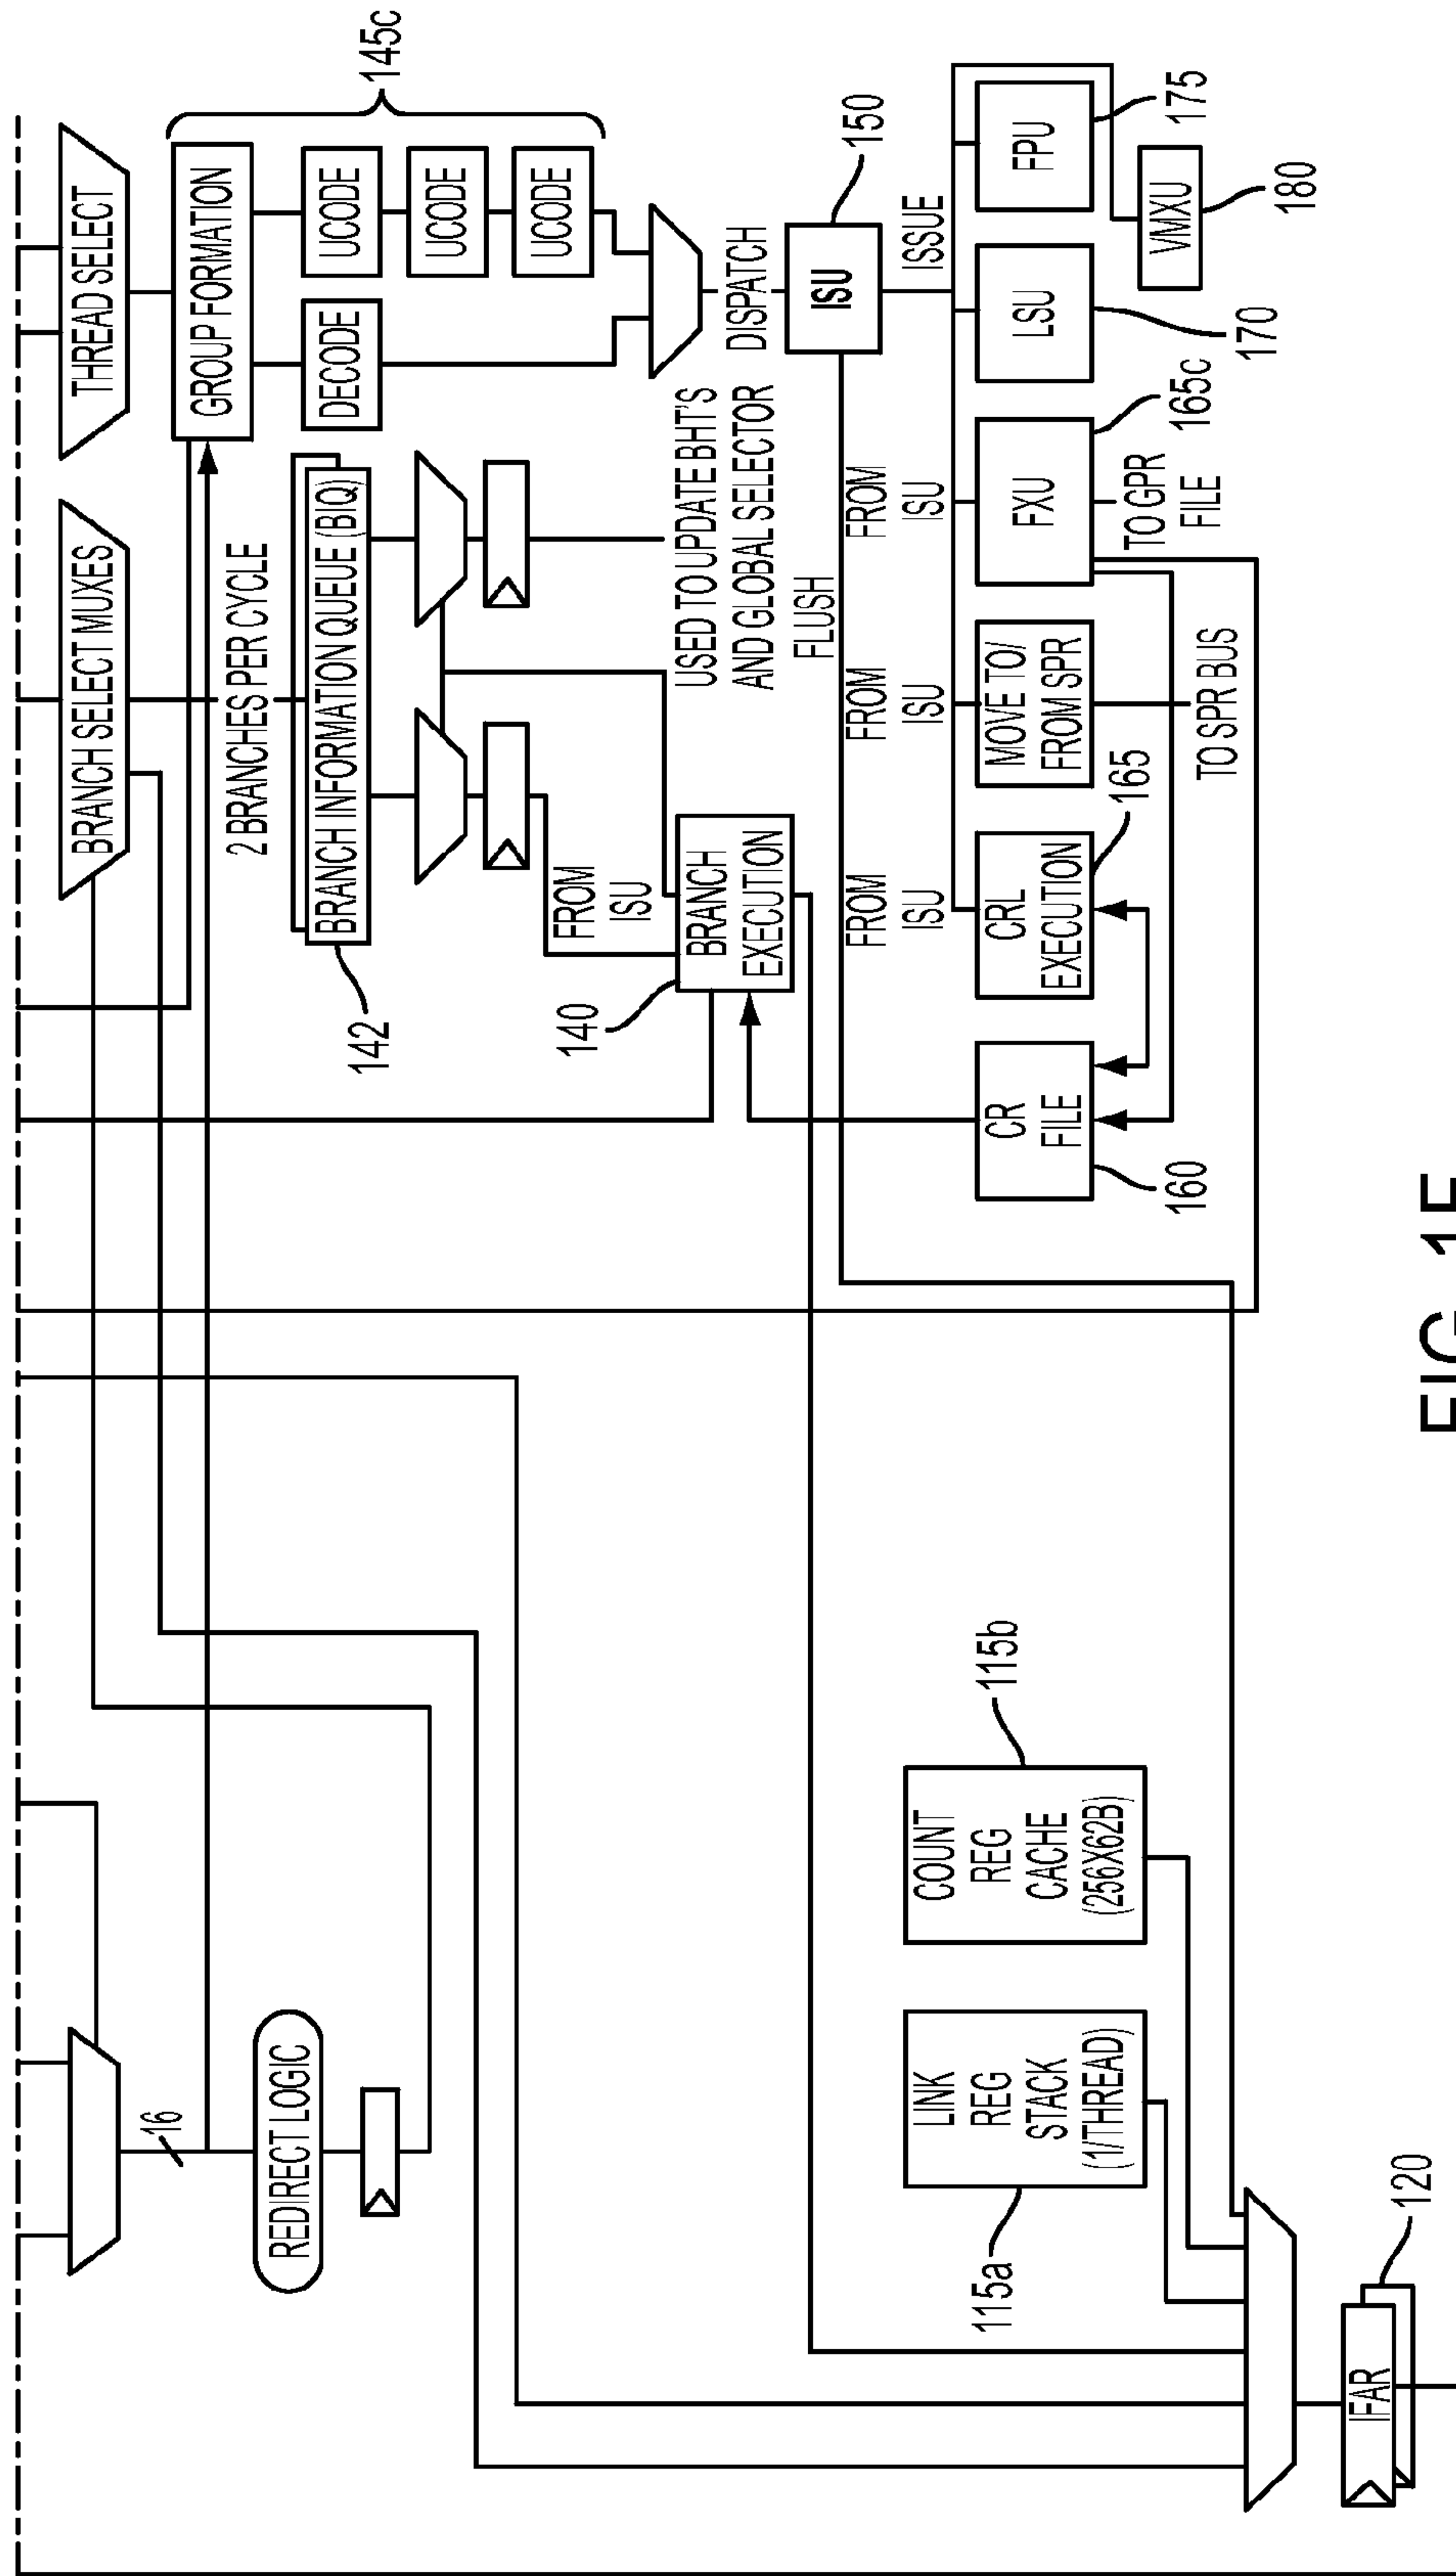 THREAD SELECT
GROUP FORMATION
145c
UCODE
UCODE
UCODE
DECODE
BRANCH SELECT MUXES
2 BRANCHES PER CYCLE
BRANCH INFORMATION QUEUE (BIQ)
142
16
REDIRECT LOGIC
FROM
ISU
USED TO UPDATE BHT'S
AND GLOBAL SELECTOR
DISPATCH
BRANCH
EXECUTION
140
FLUSH
ISU
150
ISSUE
FROM
ISU
FROM
ISU
FROM
ISU
CR
FILE
160
CRL
EXECUTION
165
MOVE TO/
FROM SPR
TO SPR BUS
FXU
165c
TO GPR
FILE
LSU
170
FPU
175
VMXU
180
LINK
REG
STACK
(1/THREAD)
115a
COUNT
REG
CACHE
(256X62B)
115b
IFAR
120